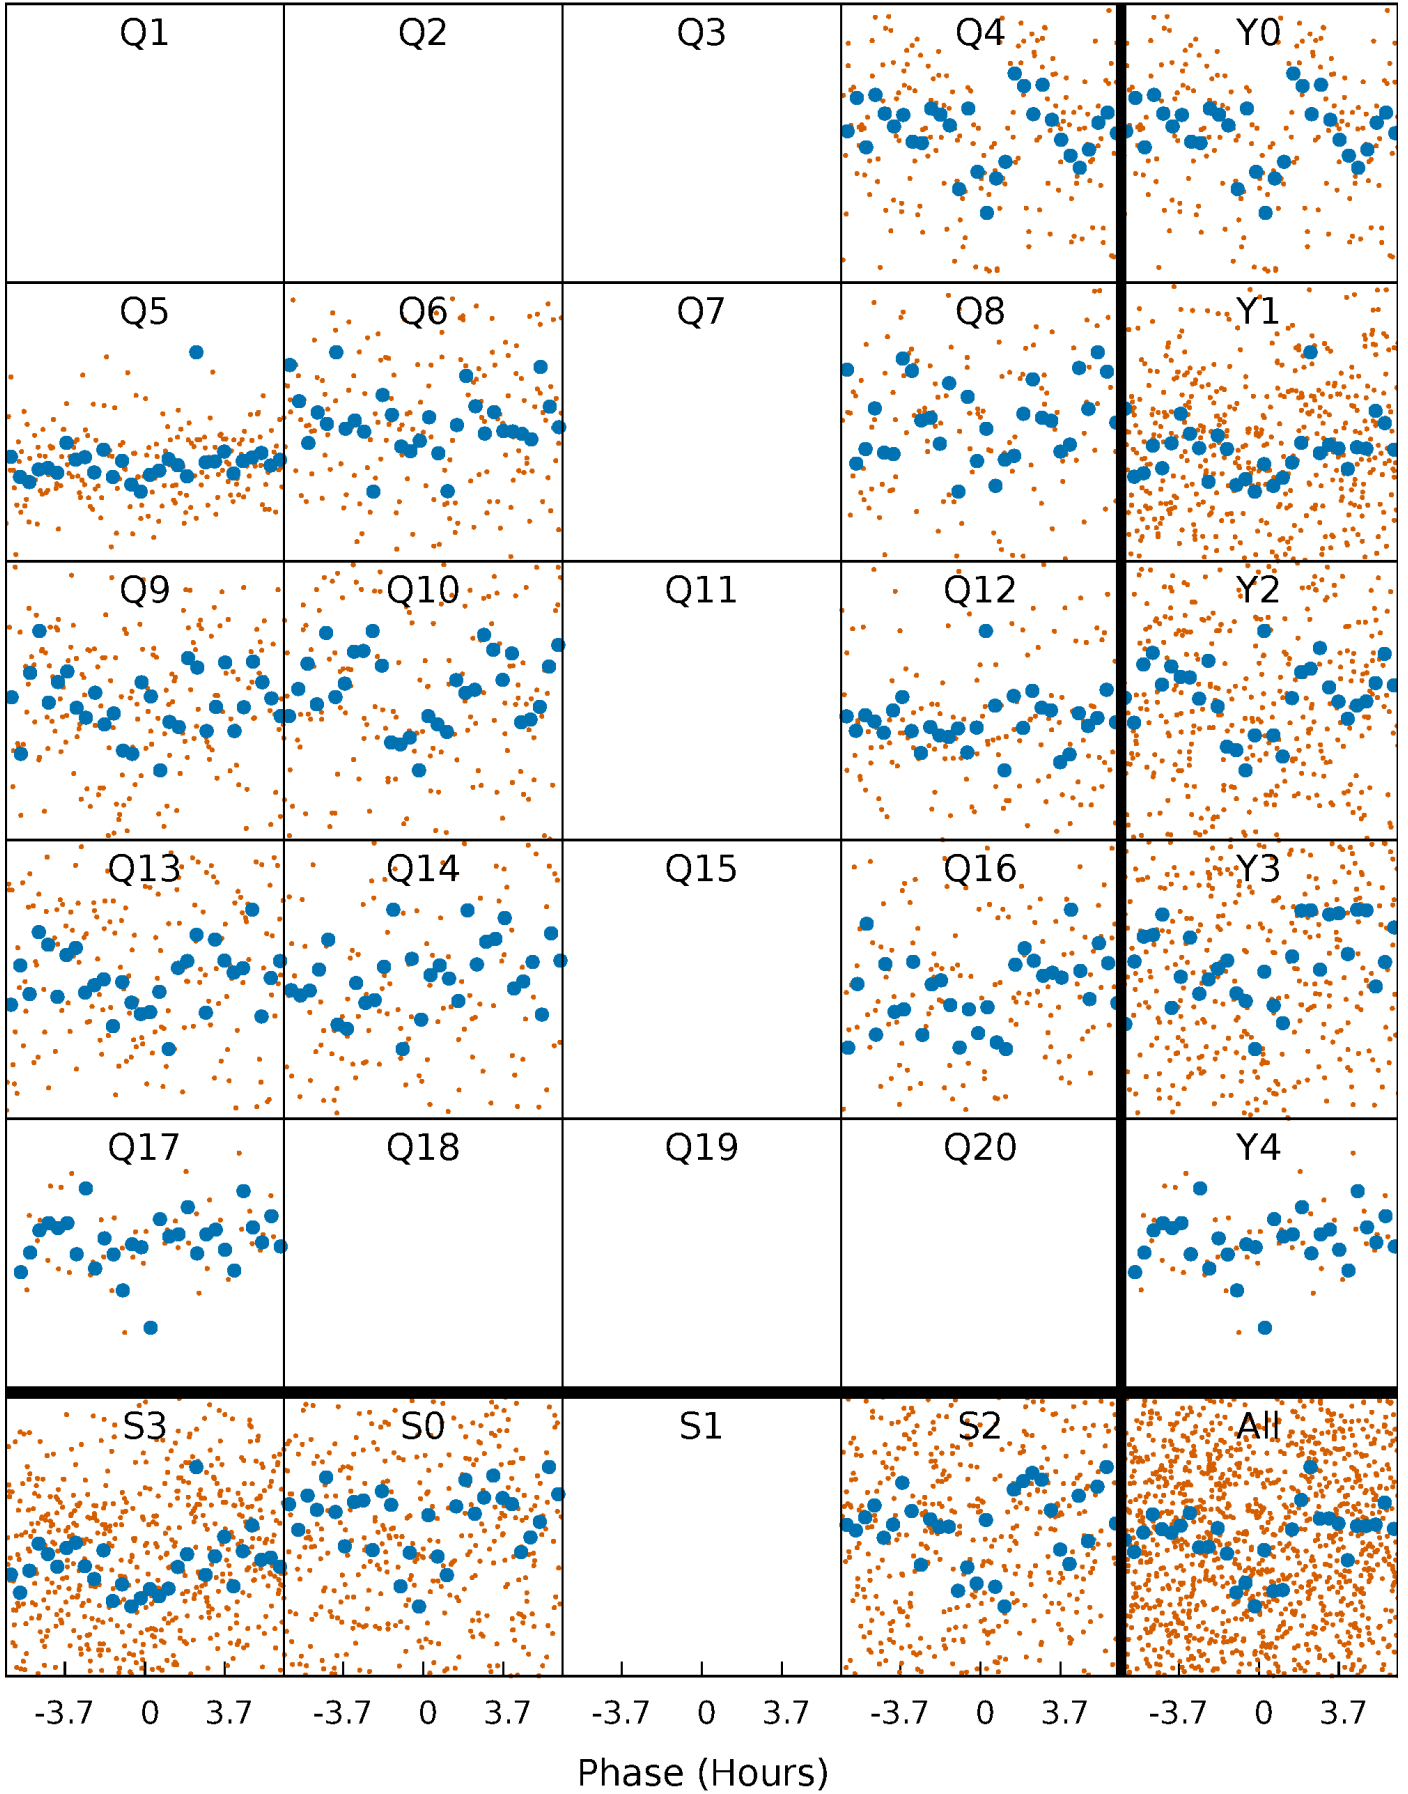 Q1 Q2 Q3 Q4 Y0
Q5 Q6 Q7 Q8 Y1
Q9 Q10 Q11 Q12 Y2
Q13 Q14 Q15 Q16 Y3
Q17 Q18 Q19 Q20 Y4
S3 S0 S1 S2 All
-3.7 0 3.7 -3.7 0 3.7 -3.7 0 3.7 -3.7 0 3.7 -3.7 0 3.7
Phase (Hours)